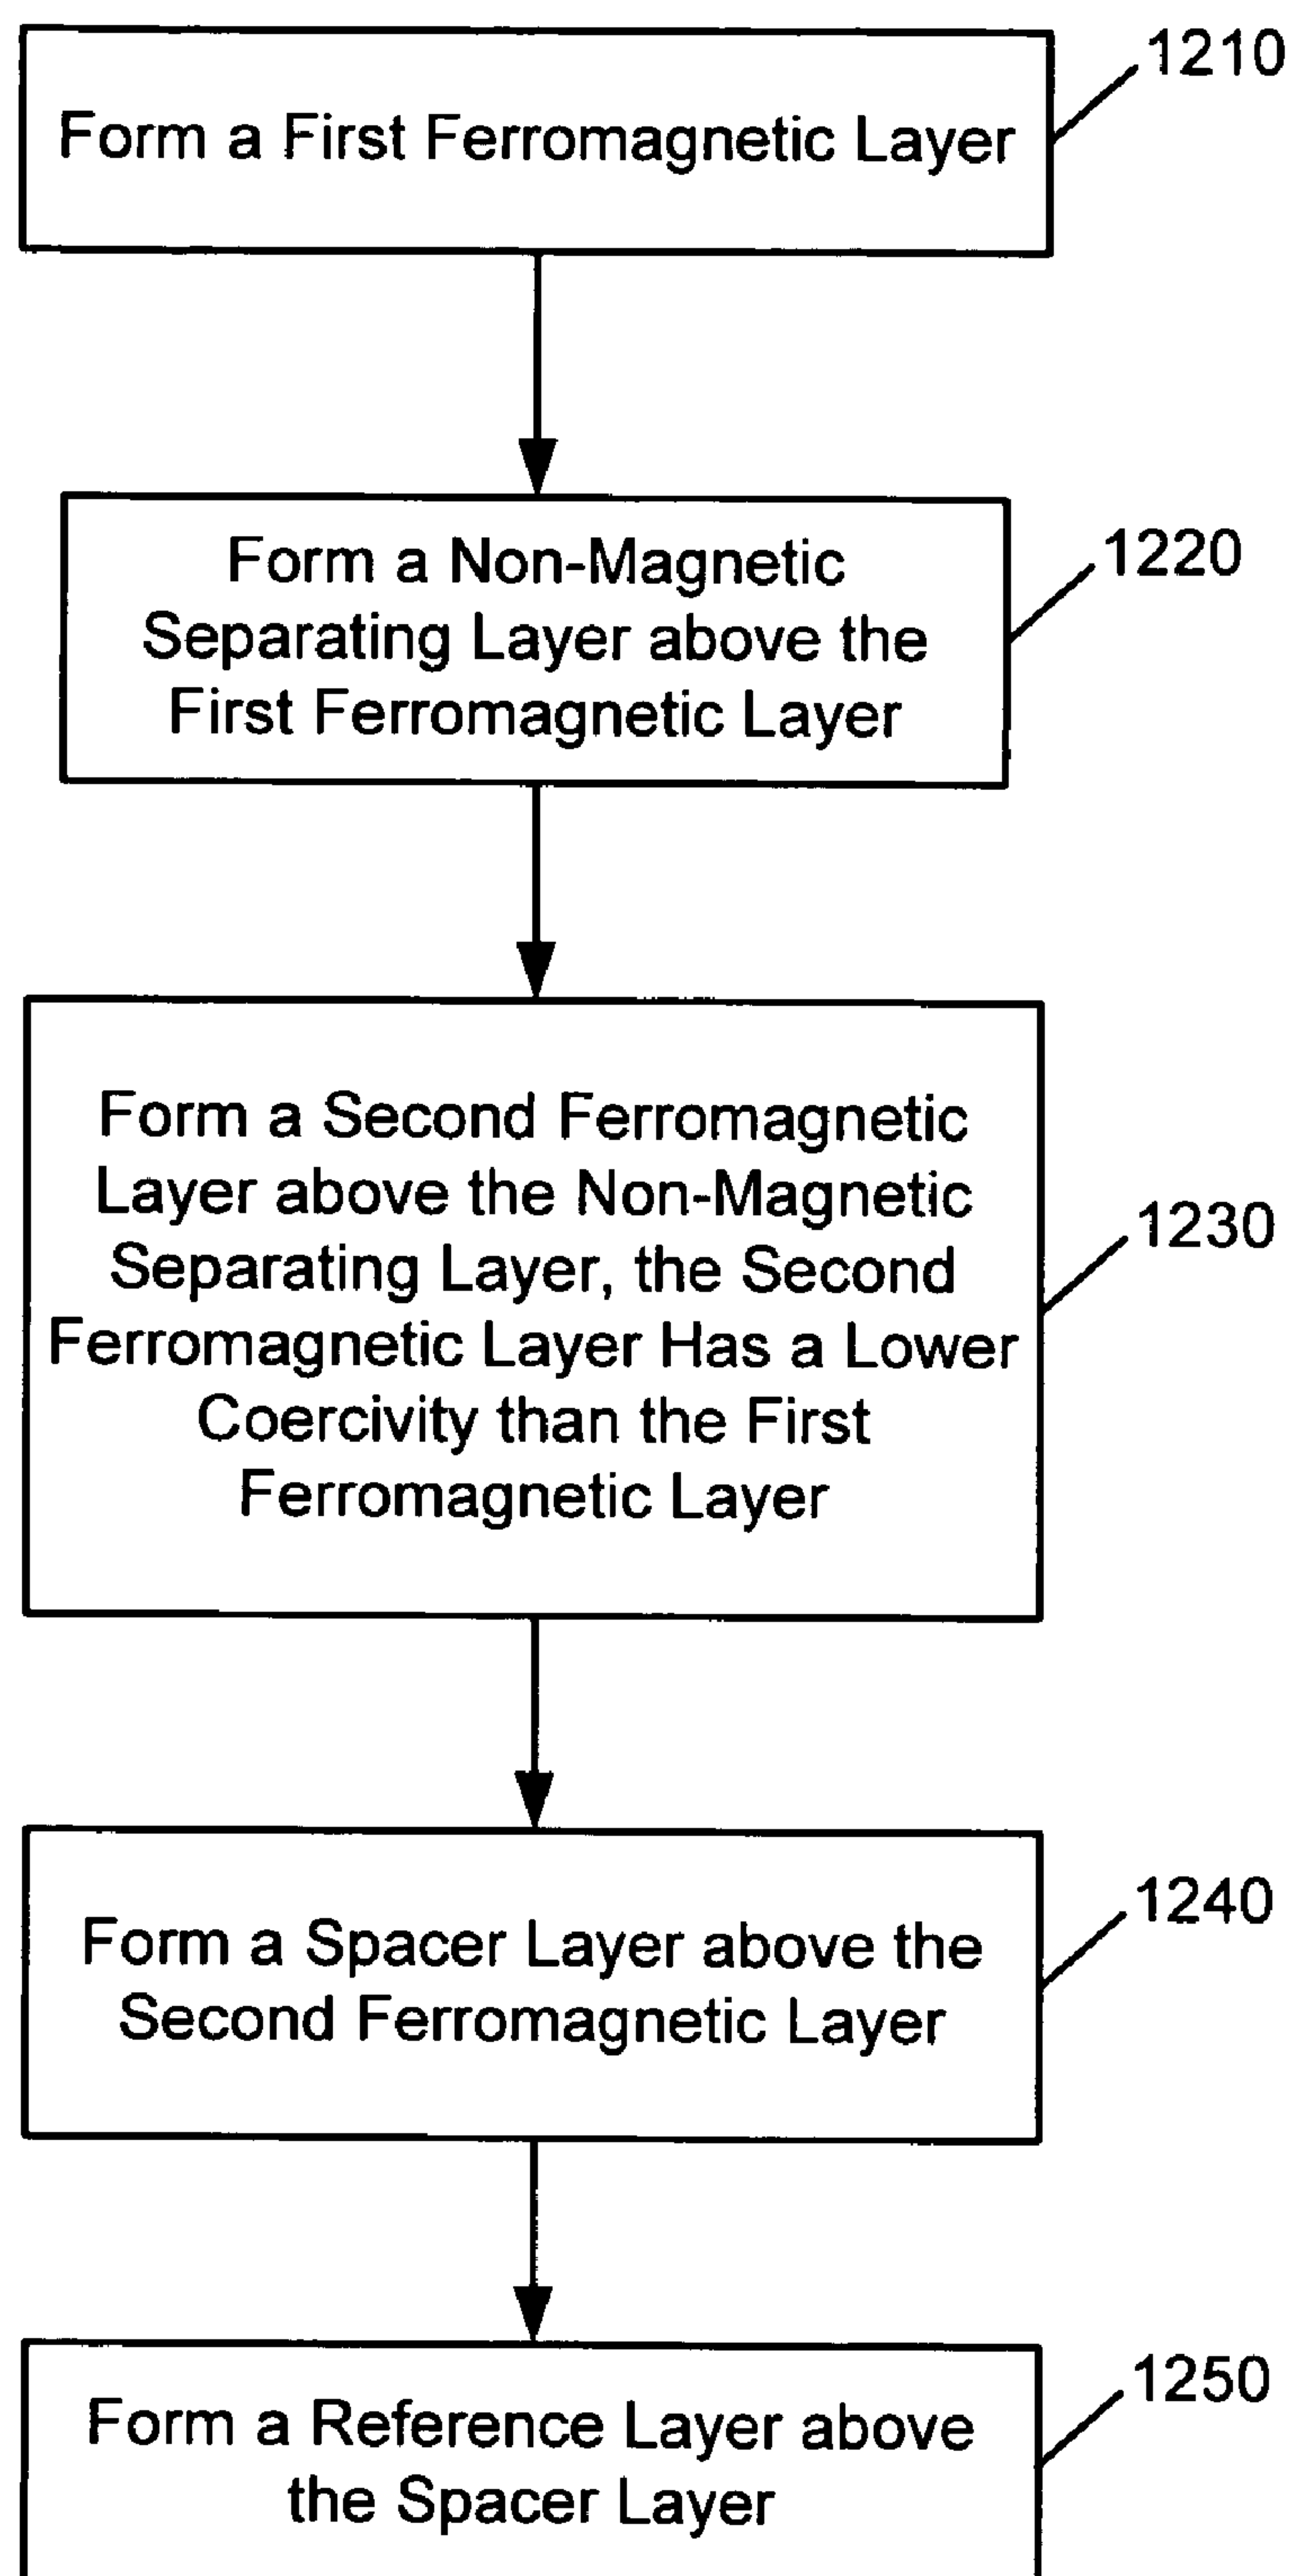 1210
Form a First Ferromagnetic Layer
1220
Form a Non-Magnetic
Separating Layer above the
First Ferromagnetic Layer
Form a Second Ferromagnetic
Layer above the Non-Magnetic
Separating Layer, the Second
1230
Ferromagnetic Layer Has a Lower
Coercivity than the First
Ferromagnetic Layer
1240
Form a Spacer Layer above the
Second Ferromagnetic Layer
1250
Form a Reference Layer above
the Spacer Layer